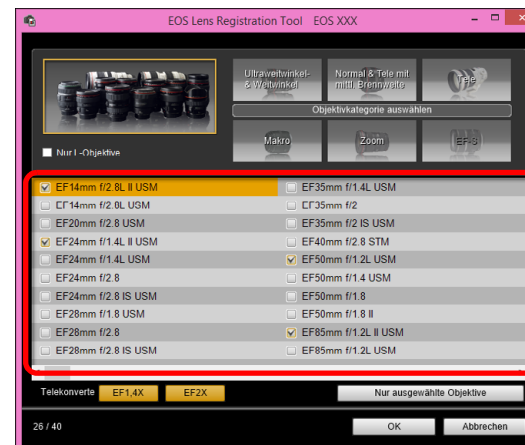 EOS Lens Registration Tool EOS XXX
Ultraweitwinkel-
& Weitwinkel
Normal & Tele mit
mittl. Brennweite
Tele
Objektivkategorie auswählen
Makro
Zoom
EF-S
Nur L-Objektive
EF14mm f/2.8L II USM
EF14mm f/2.8L USM
EF20mm f/2.8 USM
EF24mm f/1.4L II USM
EF24mm f/1.4L USM
EF24mm f/2.8
EF24mm f/2.8 IS USM
EF28mm f/1.8 USM
EF28mm f/2.8
EF28mm f/2.8 IS USM
EF35mm f/1.4L USM
EF35mm f/2
EF35mm f/2 IS USM
EF40mm f/2.8 STM
EF50mm f/1.2L USM
EF50mm f/1.4 USM
EF50mm f/1.8
EF50mm f/1.8 II
EF85mm f/1.2L II USM
EF85mm f/1.2L USM
Telekonverte
EF1,4X
EF2X
Nur ausgewählte Objektive
26 / 40
OK
Abbrechen